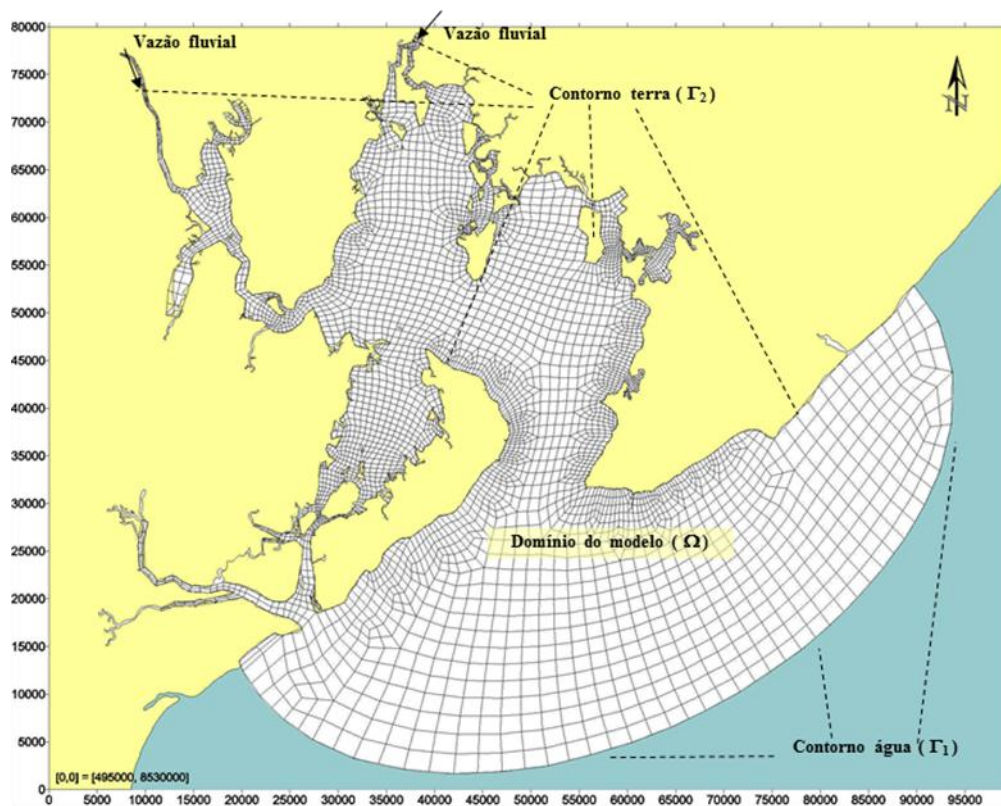 80000
75000
70000
65000
60000
55000
50000
45000
40000
35000
30000
25000
20000
15000
10000
5000
0
Vazão fluvial
Vazão fluvial
Contorno terra ( Γ2)
N
Domínio do modelo ( Ω)
Contorno água ( Γ1)
[0,0] = [495000, 8530000]
0 5000 10000 15000 20000 25000 30000 35000 40000 45000 50000 55000 60000 65000 70000 75000 80000 85000 90000 95000